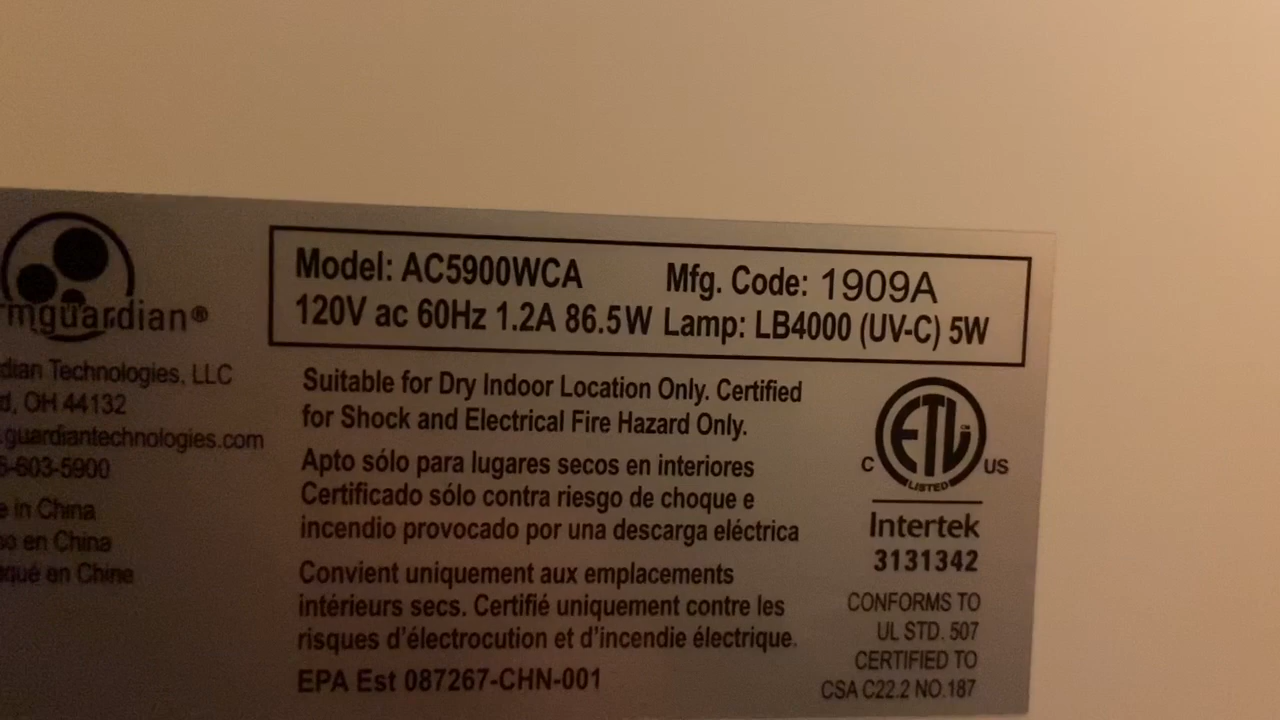 mguardian®
dian Technologies, LLC
d, OH 44132
.guardiantechnologies.com
-603-5900
e in China
so en China
qué en Chine
Model: AC5900WCA Mfg. Code: 1909A
120V ac 60Hz 1.2A 86.5W Lamp: LB4000 (UV-C) 5W
Suitable for Dry Indoor Location Only. Certified
for Shock and Electrical Fire Hazard Only.
Apto sólo para lugares secos en interiores
Certificado sólo contra riesgo de choque e
incendio provocado por una descarga eléctrica
Convient uniquement aux emplacements
intérieurs secs. Certifié uniquement contre les
risques d'électrocution et d'incendie électrique.
EPA Est 087267-CHN-001
C ETL CM US
LISTED
Intertek
3131342
CONFORMS TO
UL STD. 507
CERTIFIED TO
CSA C22.2 NO.187